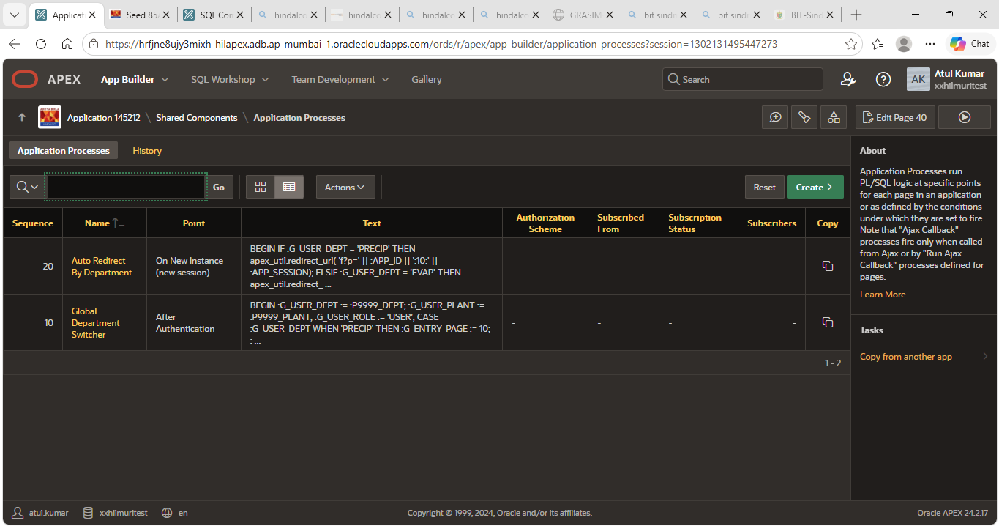 Applicat
Seed 85
SQL Con
hindalco
hindalco
hindalco
hindalco
GRASIM
bit sindr
bit sindr
BIT-Sind
https://hrfjne8ujy3mixh-hilapex.adb.ap-mumbai-1.oraclecloudapps.com/ords/r/apex/app-builder/application-processes?session=1302131495447273
Chat
APEX
App Builder
SQL Workshop
Team Development
Gallery
Search
AK
Atul Kumar
xxhilmuritest
ADITYA BIRLA
Application 145212 \ Shared Components \ Application Processes
Edit Page 40
Application Processes
History
Go
Actions
Reset
Create
Sequence
Name
Point
Text
Authorization
Scheme
Subscribed
From
Subscription
Status
Subscribers
Copy
20
Auto Redirect
By Department
On New Instance
(new session)
BEGIN IF :G_USER_DEPT = 'PRECIP' THEN
apex_util.redirect_url( 'f?p=' || :APP_ID || ':10:' ||
:APP_SESSION); ELSIF :G_USER_DEPT = 'EVAP' THEN
apex_util.redirect_ ...
-
-
-
-
10
Global
Department
Switcher
After
Authentication
BEGIN :G_USER_DEPT := :P9999_DEPT; :G_USER_PLANT :=
:P9999_PLANT; :G_USER_ROLE := 'USER'; CASE
:G_USER_DEPT WHEN 'PRECIP' THEN :G_ENTRY_PAGE := 10;
: ...
-
-
-
-
1 - 2
About
Application Processes run
PL/SQL logic at specific points
for each page in an application
or as defined by the conditions
under which they are set to fire.
Note that "Ajax Callback"
processes fire only when called
from Ajax or by "Run Ajax
Callback" processes defined for
pages.
Learn More ...
Tasks
Copy from another app
atul.kumar
xxhilmuritest
en
Copyright © 1999, 2024, Oracle and/or its affiliates.
Oracle APEX 24.2.17